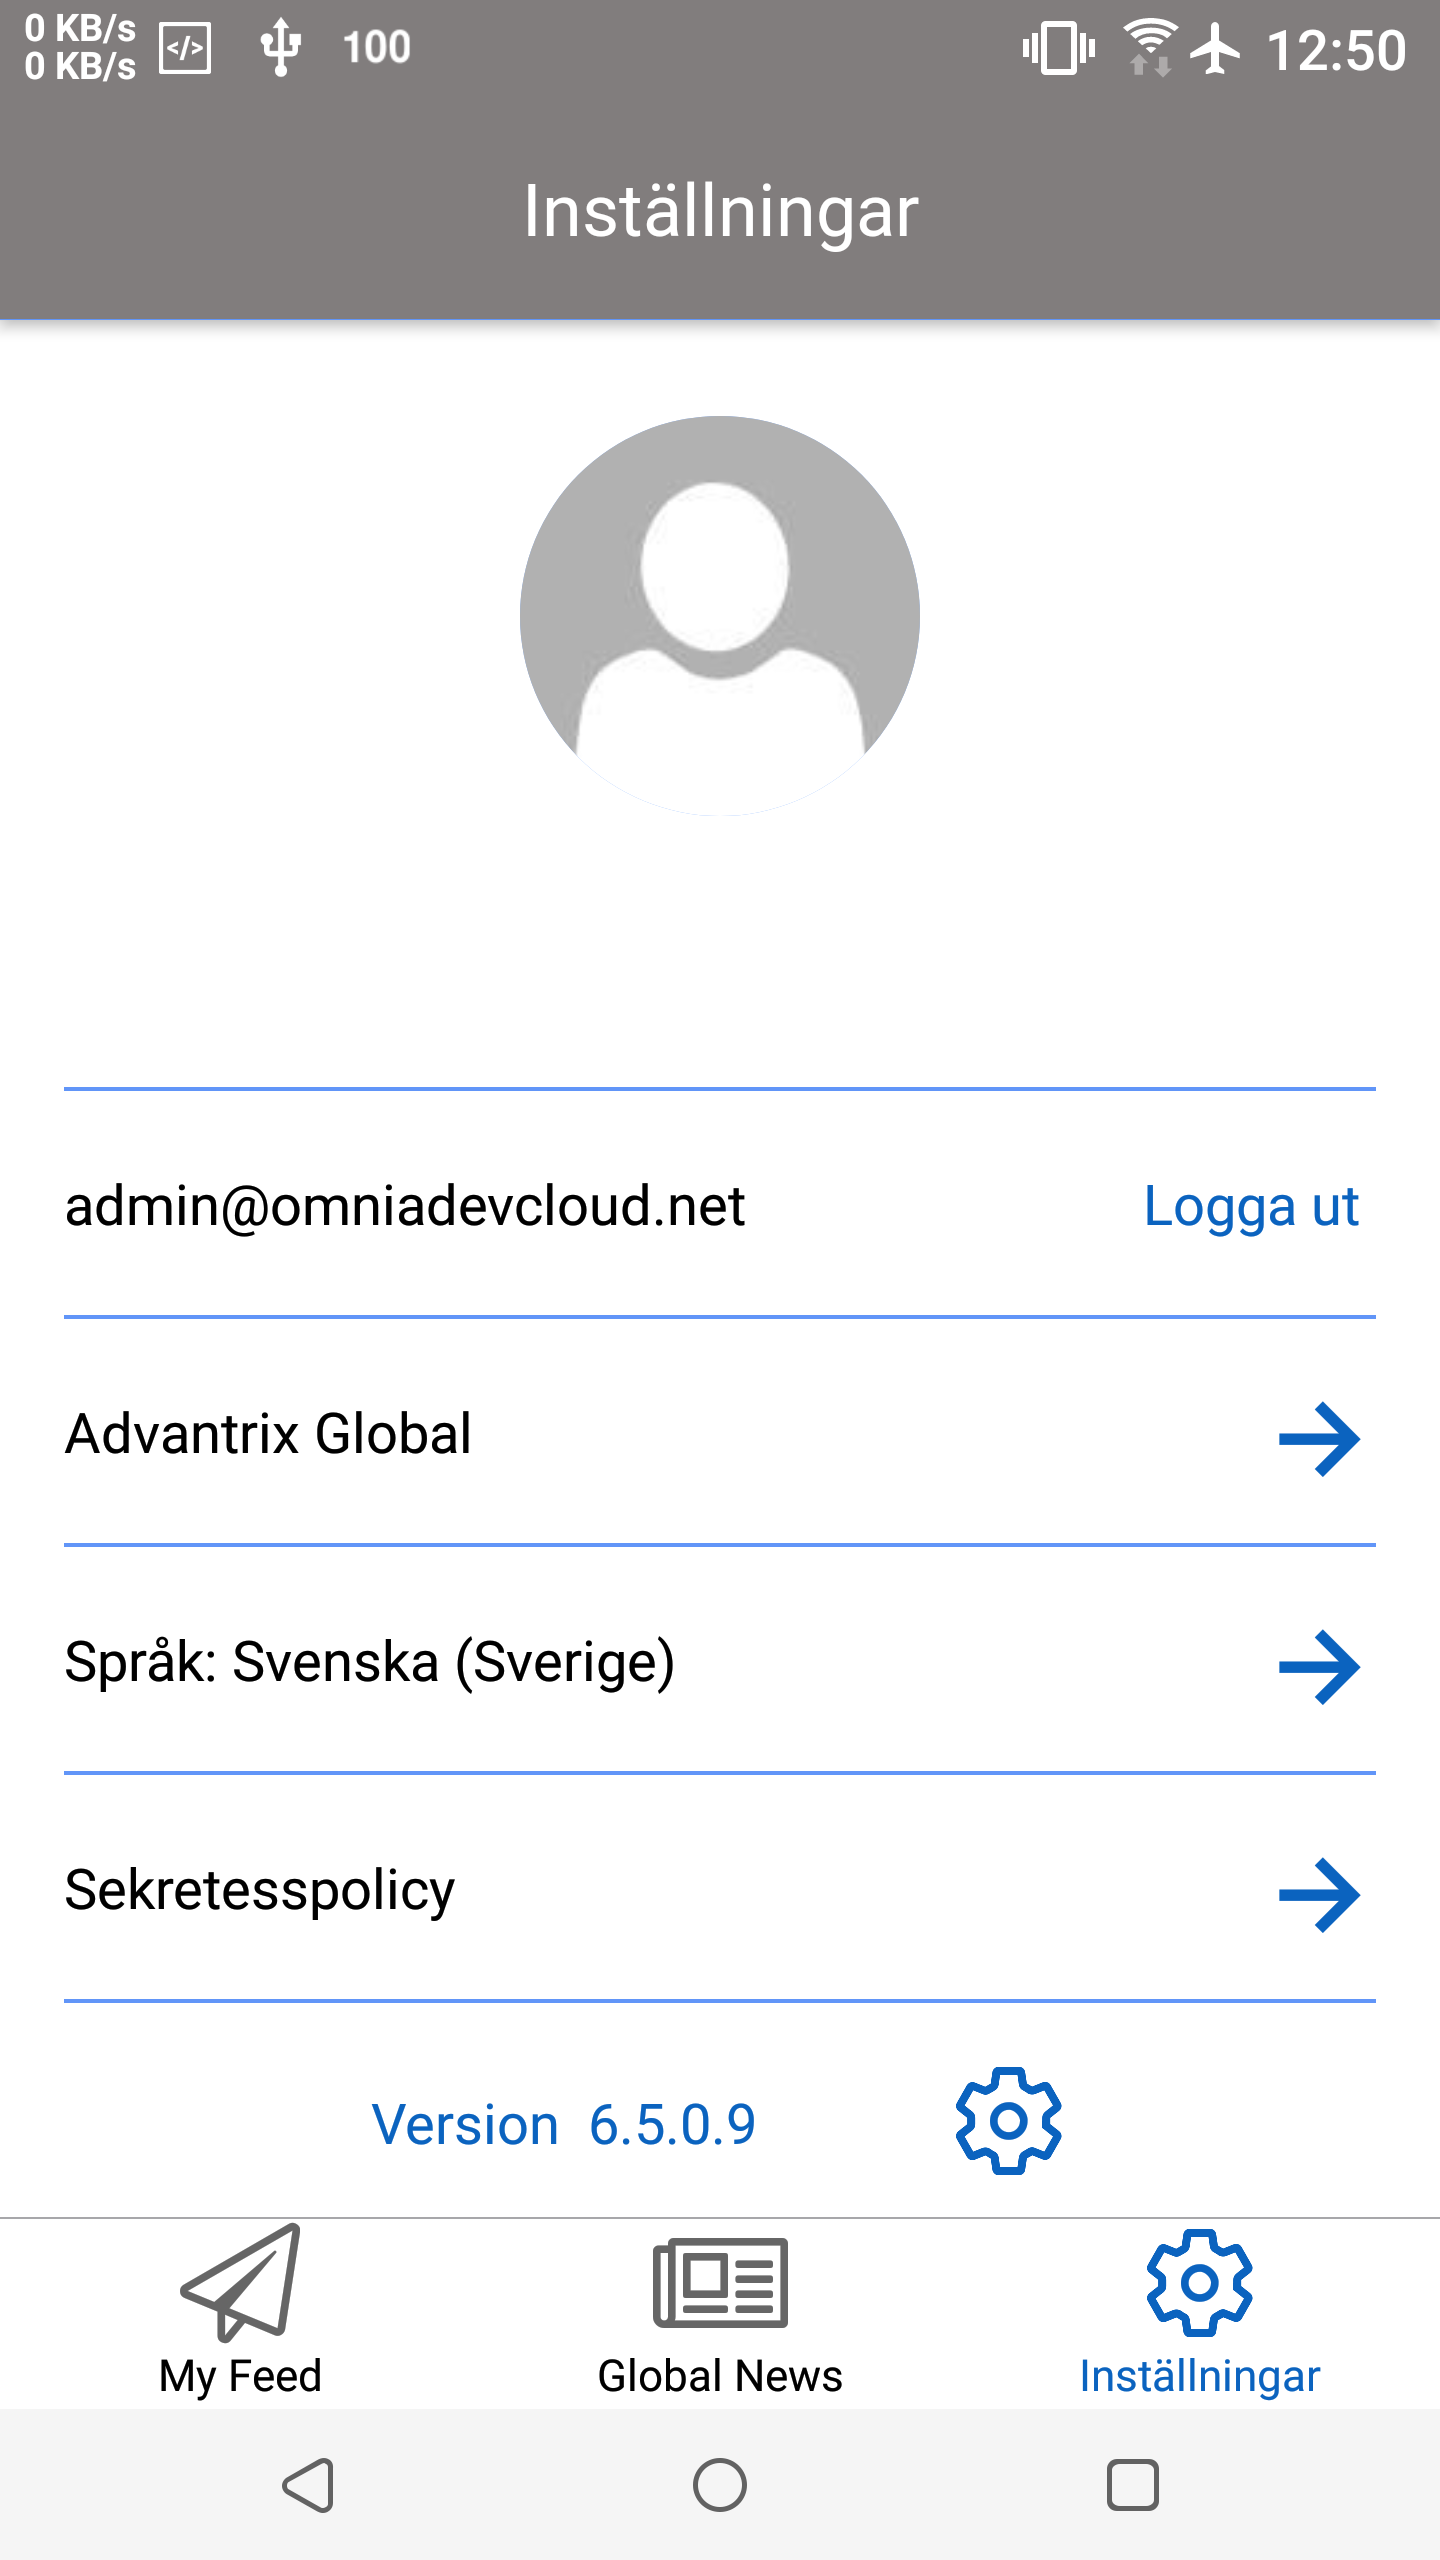 0 KB/s
0 KB/s
</>
100
12:50
Inställningar
admin@omniadevcloud.net
Logga ut
Advantrix Global
Språk: Svenska (Sverige)
Sekretesspolicy
Version 6.5.0.9
My Feed
Global News
Inställningar